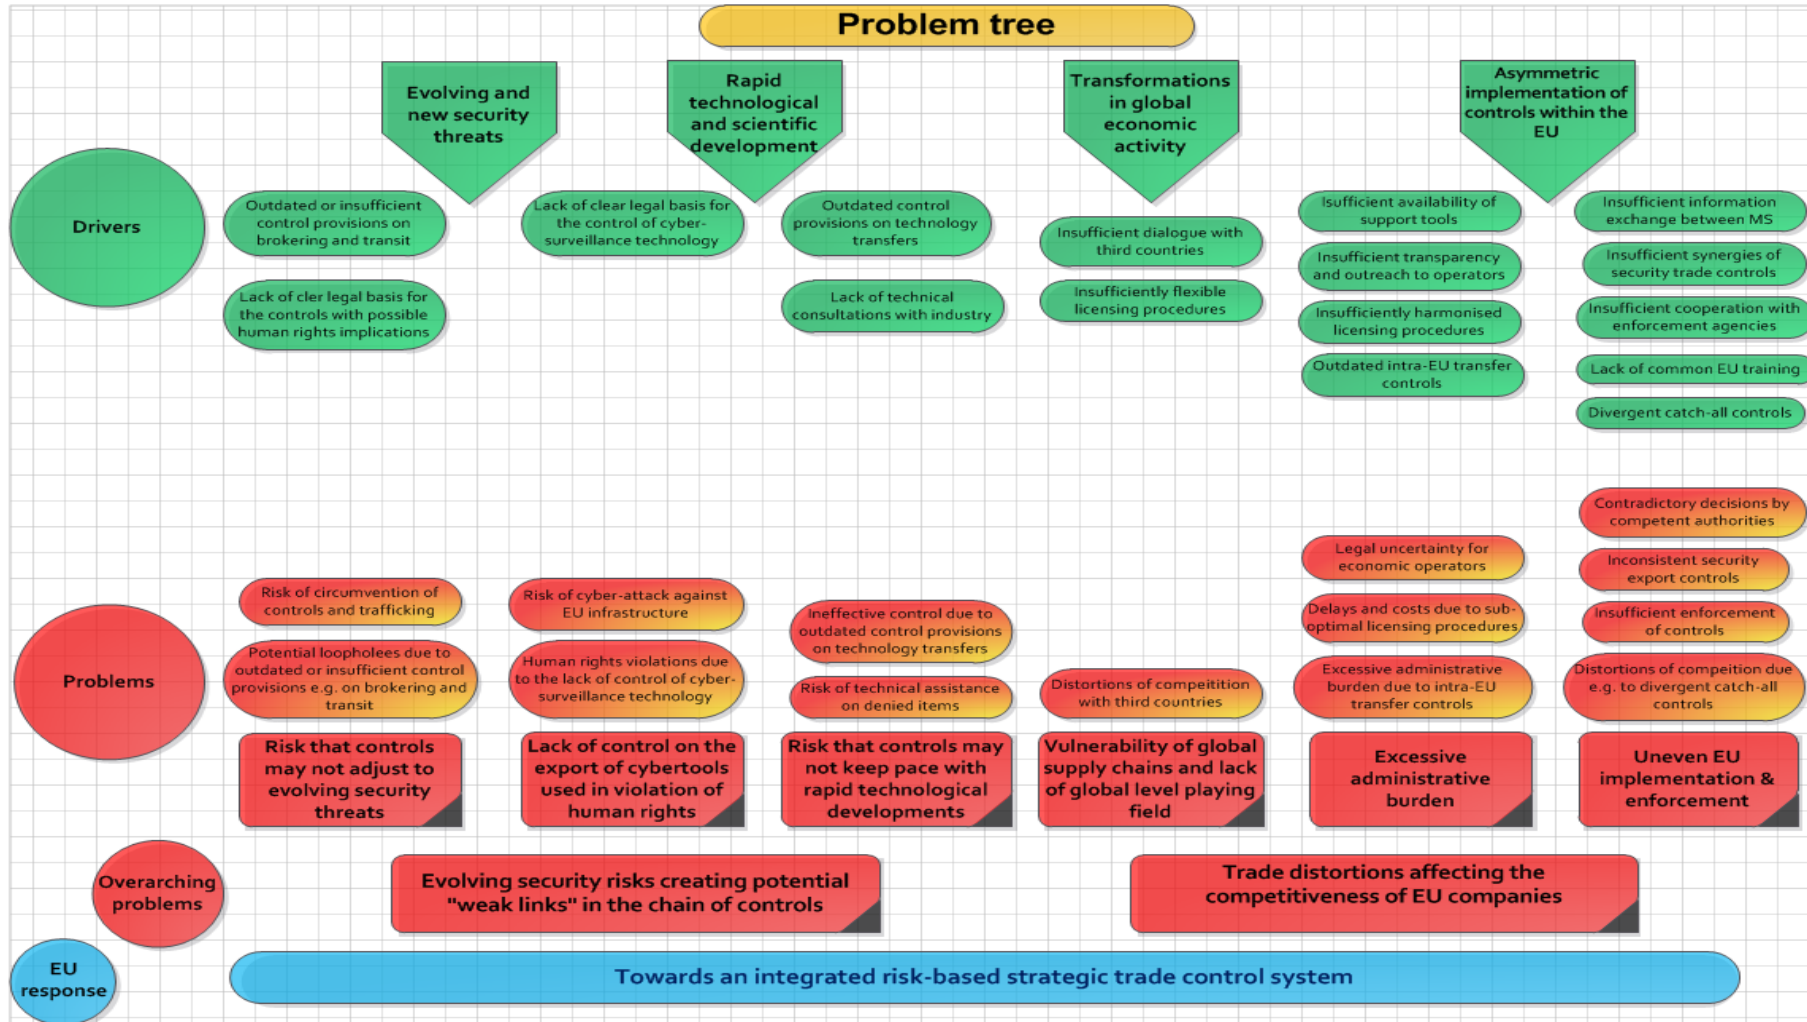 Problem tree
Evolving and
new security
threats
Rapid
technological
and scientific
development
Transformations
in global
economic
activity
Asymmetric
implementation of
controls within the
EU
Drivers
Outdated or insufficient
control provisions on
brokering and transit
Lack of cler legal basis for
the controls with possible
human rights implications
Lack of clear legal basis for
the control of cyber-
surveillance technology
Outdated control
provisions on technology
transfers
Lack of technical
consultations with industry
Insufficient dialogue with
third countries
Insufficiently flexible
licensing procedures
Isufficient availability of
support tools
Insufficient transparency
and outreach to operators
Insufficiently harmonised
licensing procedures
Outdated intra-EU transfer
controls
Insufficient information
exchange between MS
Insufficient synergies of
security trade controls
Insufficient cooperation with
enforcement agencies
Lack of common EU training
Divergent catch-all controls
Problems
Risk of circumvention of
controls and trafficking
Potential loopholees due to
outdated or insufficient control
provisions e.g. on brokering and
transit
Risk that controls
may not adjust to
evolving security
threats
Risk of cyber-attack against
EU infrastructure
Human rights violations due
to the lack of control of cyber-
surveillance technology
Lack of control on the
export of cybertools
used in violation of
human rights
Ineffective control due to
outdated control provisions
on technology transfers
Risk of technical assistance
on denied items
Risk that controls may
not keep pace with
rapid technological
developments
Distortions of compeitition
with third countries
Vulnerability of global
supply chains and lack
of global level playing
field
Legal uncertainty for
economic operators
Delays and costs due to sub-
optimal licensing procedures
Excessive administrative
burden due to intra-EU
transfer controls
Excessive
administrative
burden
Contradictory decisions by
competent authorities
Inconsistent security
export controls
Insufficient enforcement
of controls
Distortions of compeition due
e.g. to divergent catch-all
controls
Uneven EU
implementation &
enforcement
Overarching
problems
Evolving security risks creating potential
"weak links" in the chain of controls
Trade distortions affecting the
competitiveness of EU companies
EU
response
Towards an integrated risk-based strategic trade control system